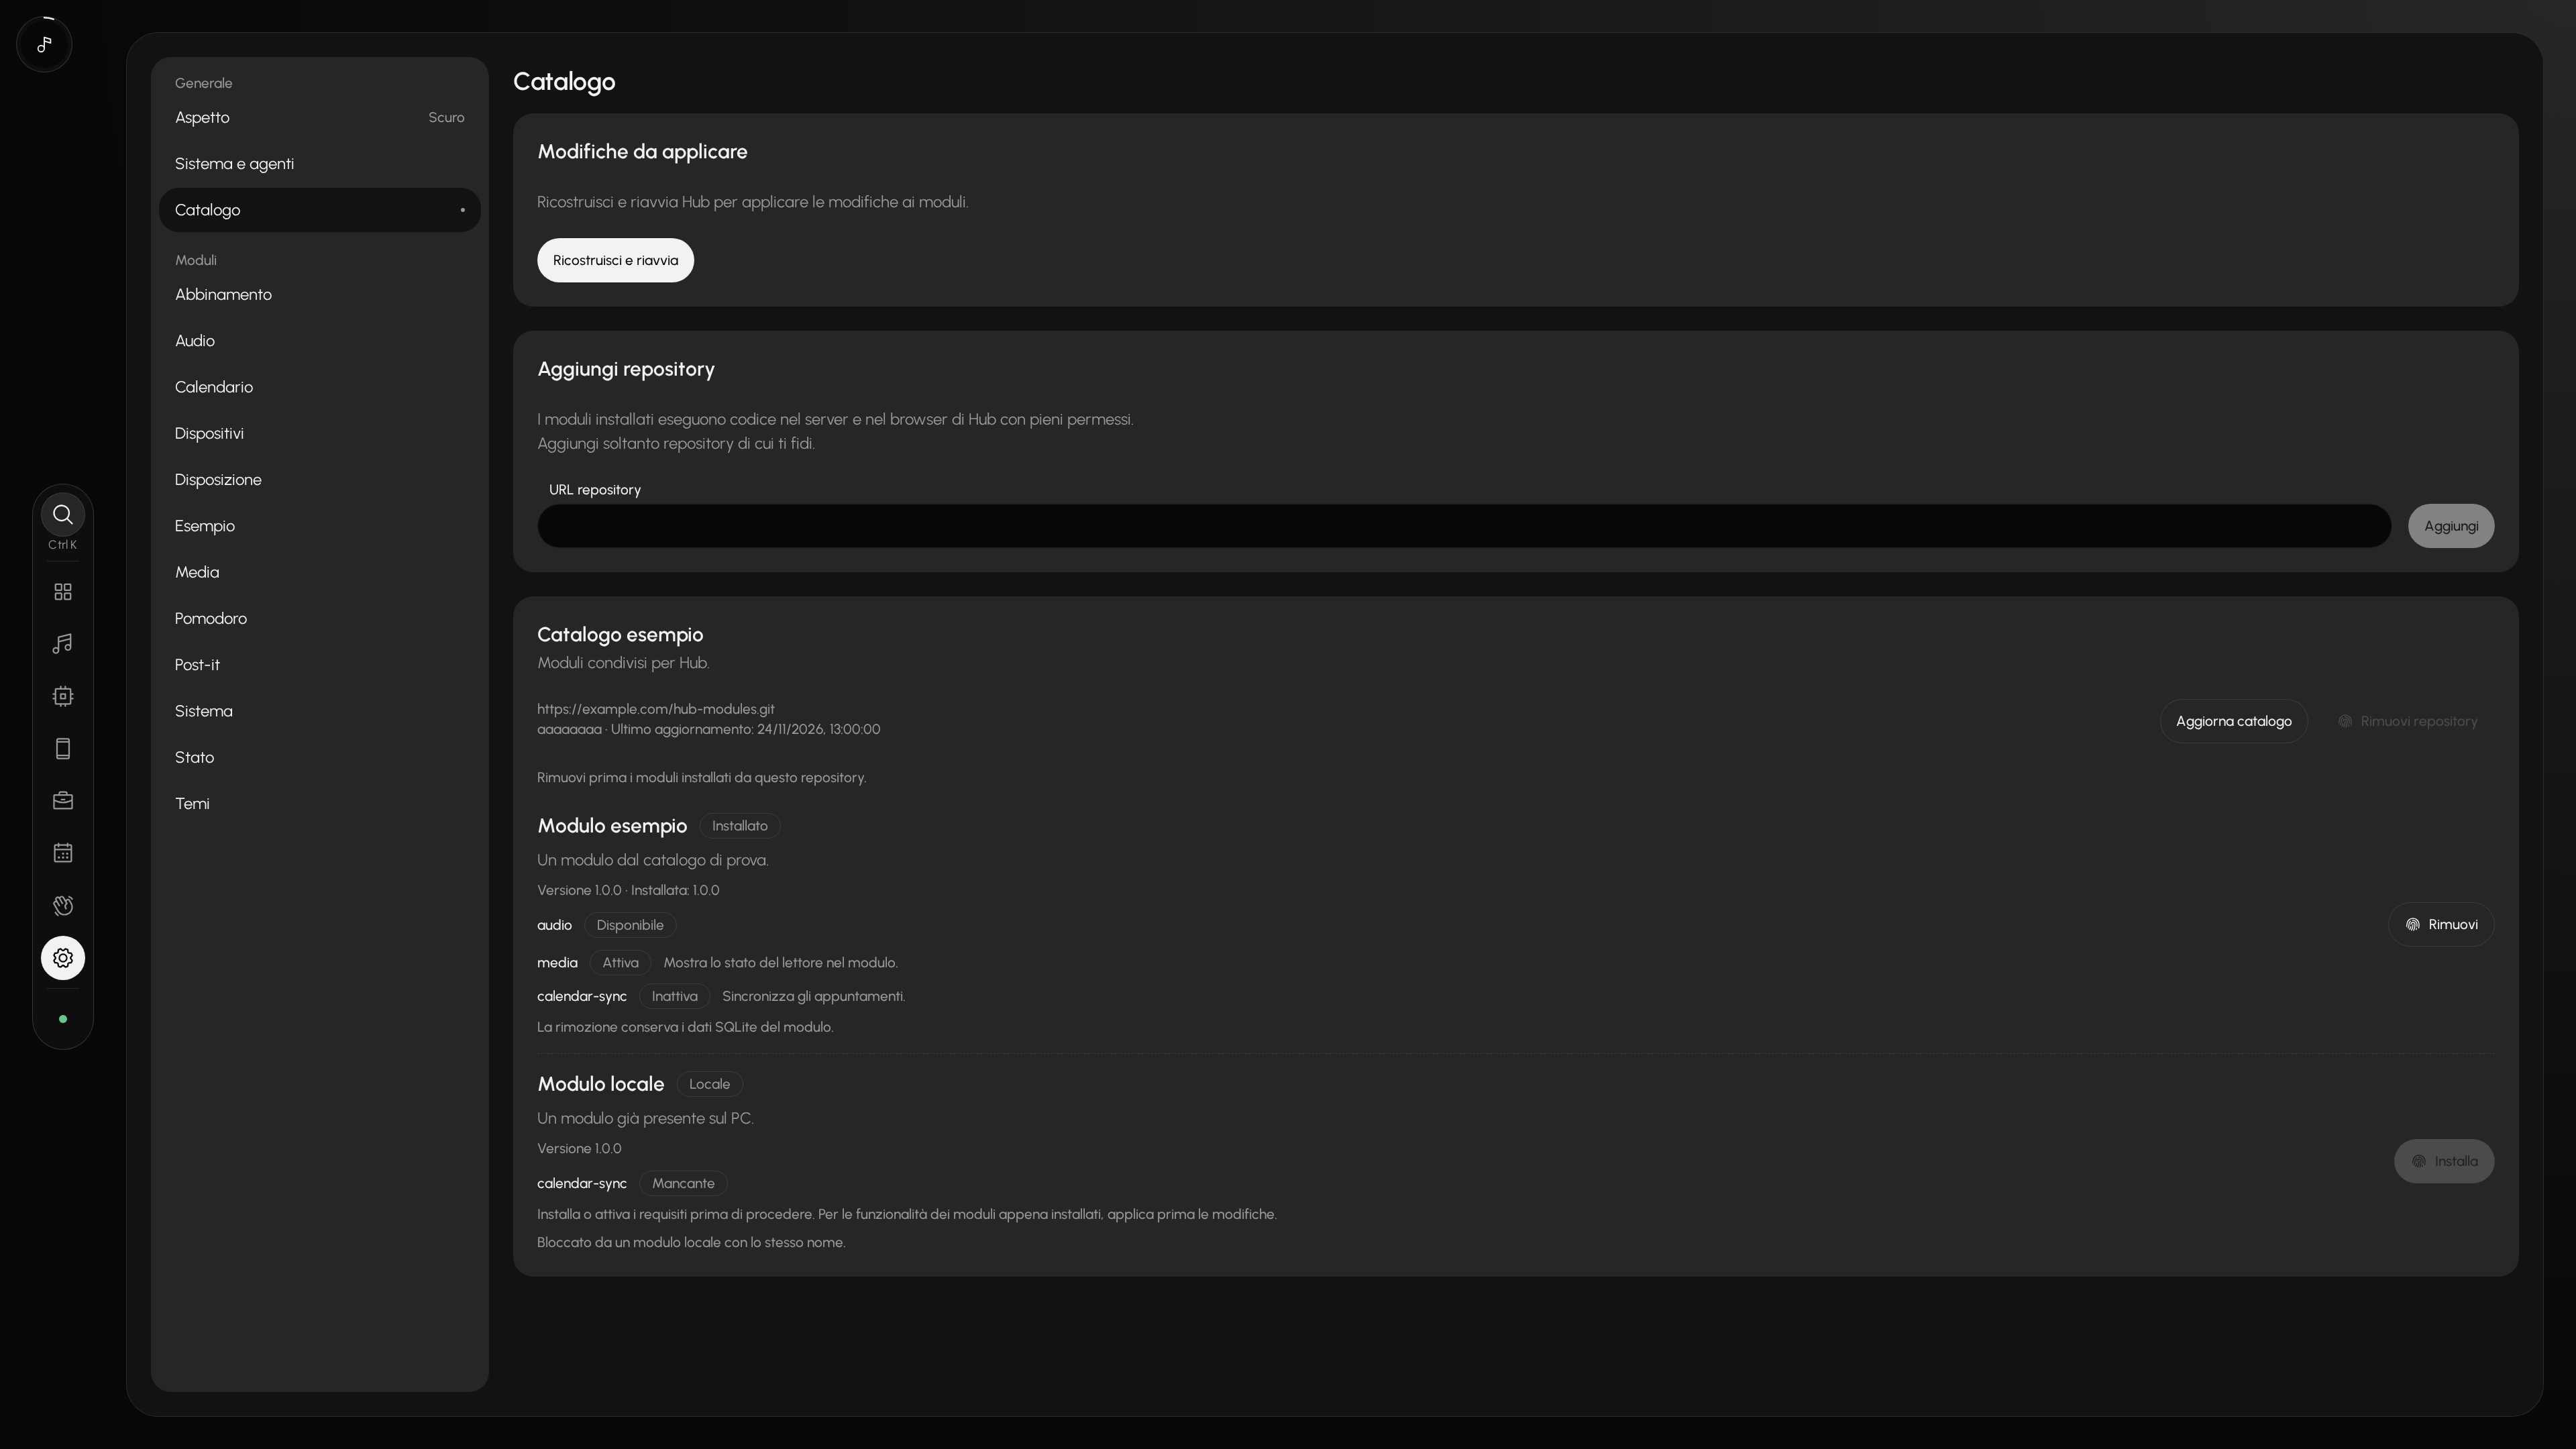 Generale
Aspetto
Scuro
Sistema e agenti
Catalogo
Moduli
Abbinamento
Audio
Calendario
Dispositivi
Disposizione
Esempio
Media
Pomodoro
Post-it
Sistema
Stato
Temi
Ctrl K
Catalogo
Modifiche da applicare
Ricostruisci e riavvia Hub per applicare le modifiche ai moduli.
Ricostruisci e riavvia
Aggiungi repository
I moduli installati eseguono codice nel server e nel browser di Hub con pieni permessi.
Aggiungi soltanto repository di cui ti fidi.
URL repository
Aggiungi
Catalogo esempio
Moduli condivisi per Hub.
https://example.com/hub-modules.git
aaaaaaaa · Ultimo aggiornamento: 24/11/2026, 13:00:00
Aggiorna catalogo
Rimuovi repository
Rimuovi prima i moduli installati da questo repository.
Modulo esempio
Installato
Un modulo dal catalogo di prova.
Versione 1.0.0 · Installata: 1.0.0
audio
Disponibile
Rimuovi
media
Attiva
Mostra lo stato del lettore nel modulo.
calendar-sync
Inattiva
Sincronizza gli appuntamenti.
La rimozione conserva i dati SQLite del modulo.
Modulo locale
Locale
Un modulo già presente sul PC.
Versione 1.0.0
Installa
calendar-sync
Mancante
Installa o attiva i requisiti prima di procedere. Per le funzionalità dei moduli appena installati, applica prima le modifiche.
Bloccato da un modulo locale con lo stesso nome.